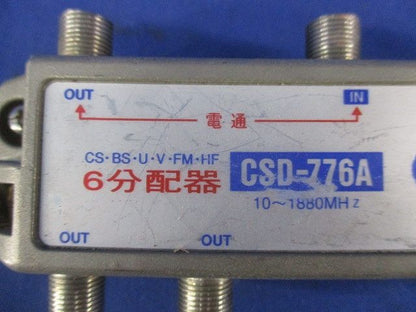 OUT IN
電通
CS・BS・U・V・FM・HF
6分配器 CSD-776A
10～1880MHz
OUT OUT